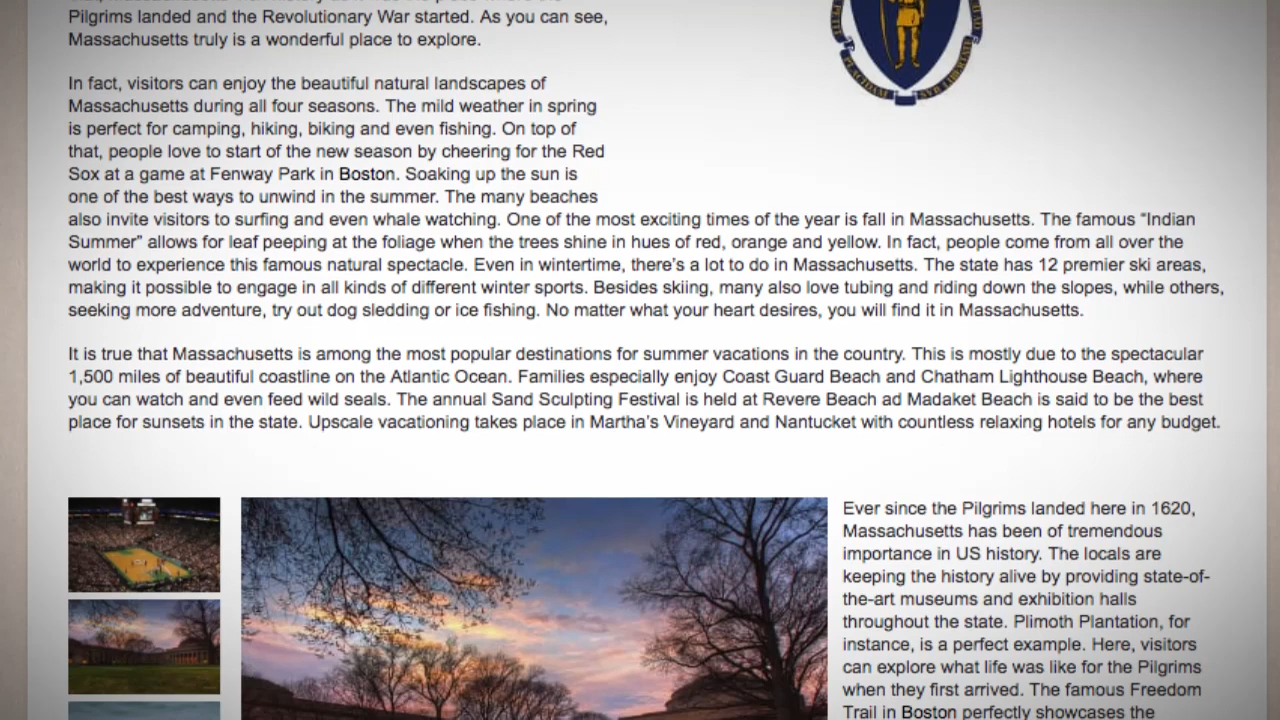 Pilgrims landed and the Revolutionary War started. As you can see,
Massachusetts truly is a wonderful place to explore.
In fact, visitors can enjoy the beautiful natural landscapes of
Massachusetts during all four seasons. The mild weather in spring
is perfect for camping, hiking, biking and even fishing. On top of
that, people love to start of the new season by cheering for the Red
Sox at a game at Fenway Park in Boston. Soaking up the sun is
one of the best ways to unwind in the summer. The many beaches
also invite visitors to surfing and even whale watching. One of the most exciting times of the year is fall in Massachusetts. The famous “Indian
Summer” allows for leaf peeping at the foliage when the trees shine in hues of red, orange and yellow. In fact, people come from all over the
world to experience this famous natural spectacle. Even in wintertime, there’s a lot to do in Massachusetts. The state has 12 premier ski areas,
making it possible to engage in all kinds of different winter sports. Besides skiing, many also love tubing and riding down the slopes, while others,
seeking more adventure, try out dog sledding or ice fishing. No matter what your heart desires, you will find it in Massachusetts.
It is true that Massachusetts is among the most popular destinations for summer vacations in the country. This is mostly due to the spectacular
1,500 miles of beautiful coastline on the Atlantic Ocean. Families especially enjoy Coast Guard Beach and Chatham Lighthouse Beach, where
you can watch and even feed wild seals. The annual Sand Sculpting Festival is held at Revere Beach ad Madaket Beach is said to be the best
place for sunsets in the state. Upscale vacationing takes place in Martha’s Vineyard and Nantucket with countless relaxing hotels for any budget.
Ever since the Pilgrims landed here in 1620,
Massachusetts has been of tremendous
importance in US history. The locals are
keeping the history alive by providing state-of-
the-art museums and exhibition halls
throughout the state. Plimoth Plantation, for
instance, is a perfect example. Here, visitors
can explore what life was like for the Pilgrims
when they first arrived. The famous Freedom
Trail in Boston perfectly showcases the